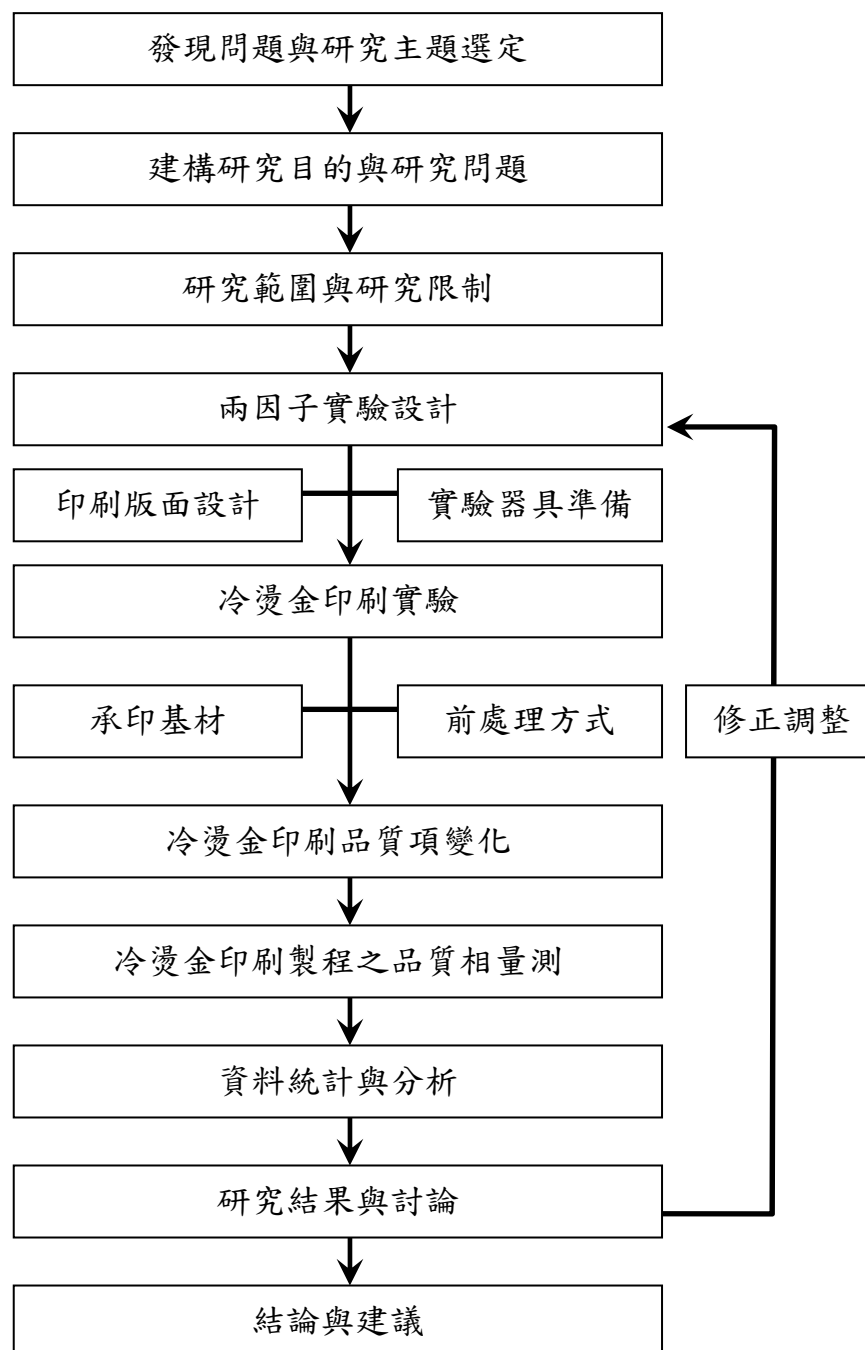 發現問題與研究主題選定
建構研究目的與研究問題
研究範圍與研究限制
兩因子實驗設計
印刷版面設計
實驗器具準備
冷燙金印刷實驗
承印基材
前處理方式
修正調整
冷燙金印刷品質項變化
冷燙金印刷製程之品質相量測
資料統計與分析
研究結果與討論
結論與建議